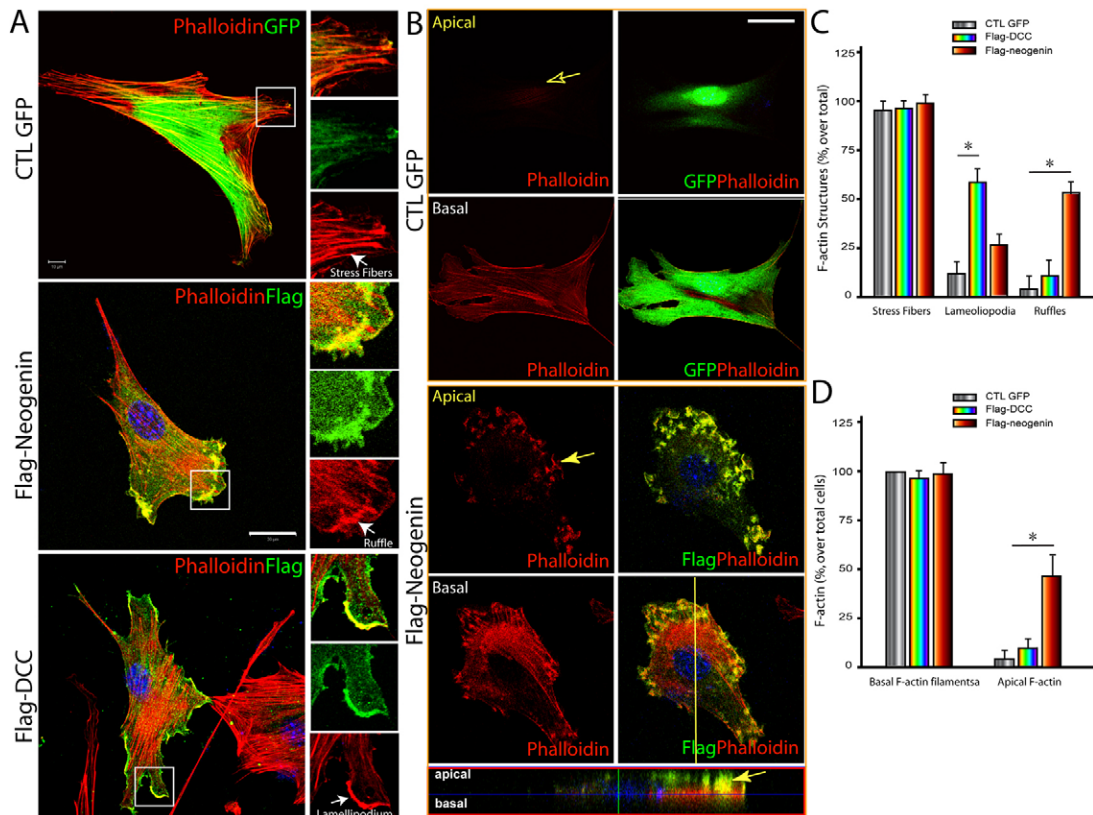 A
CTL GFP
PhalloidinGFP
Stress Fibers
10 µm
Flag-Neogenin
PhalloidinFlag
Ruffle
Flag-DCC
PhalloidinFlag
Lamellipodium
B
CTL GFP
Apical
Phalloidin
GFPPhalloidin
Basal
Phalloidin
GFPPhalloidin
Flag-Neogenin
Apical
Phalloidin
FlagPhalloidin
Basal
Phalloidin
FlagPhalloidin
apical
basal
C
CTL GFP
Flag-DCC
Flag-neogenin
F-actin Structures (%, over total)
125
100
75
50
25
0
*
*
Stress Fibers
Lameoliopodia
Ruffles
D
CTL GFP
Flag-DCC
Flag-neogenin
F-actin (%, over total cells)
125
100
75
50
25
0
*
Basal F-actin filamentsa
Apical F-actin